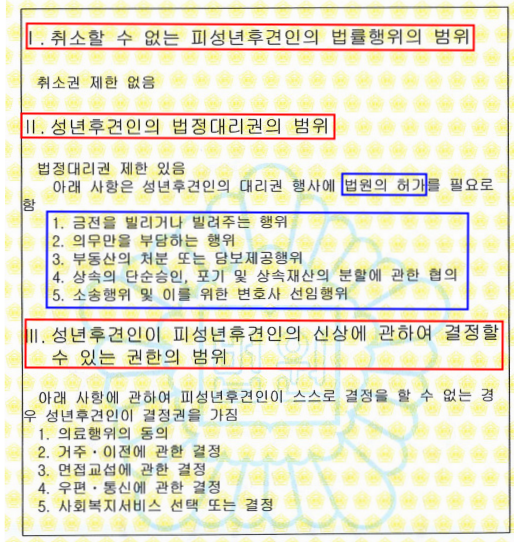 Ⅰ. 취소할 수 없는 피성년후견인의 법률행위의 범위
취소권 제한 없음
Ⅱ. 성년후견인의 법정대리권의 범위
법정대리권 제한 있음
아래 사항은 성년후견인의 대리권 행사에 법원의 허가를 필요로
함
1. 금전을 빌리거나 빌려주는 행위
2. 의무만을 부담하는 행위
3. 부동산의 처분 또는 담보제공행위
4. 상속의 단순승인, 포기 및 상속재산의 분할에 관한 협의
5. 소송행위 및 이를 위한 변호사 선임행위
Ⅲ. 성년후견인이 피성년후견인의 신상에 관하여 결정할
수 있는 권한의 범위
아래 사항에 관하여 피성년후견인이 스스로 결정을 할 수 없는 경
우 성년후견인이 결정권을 가짐
1. 의료행위의 동의
2. 거주·이전에 관한 결정
3. 면접교섭에 관한 결정
4. 우편·통신에 관한 결정
5. 사회복지서비스 선택 또는 결정